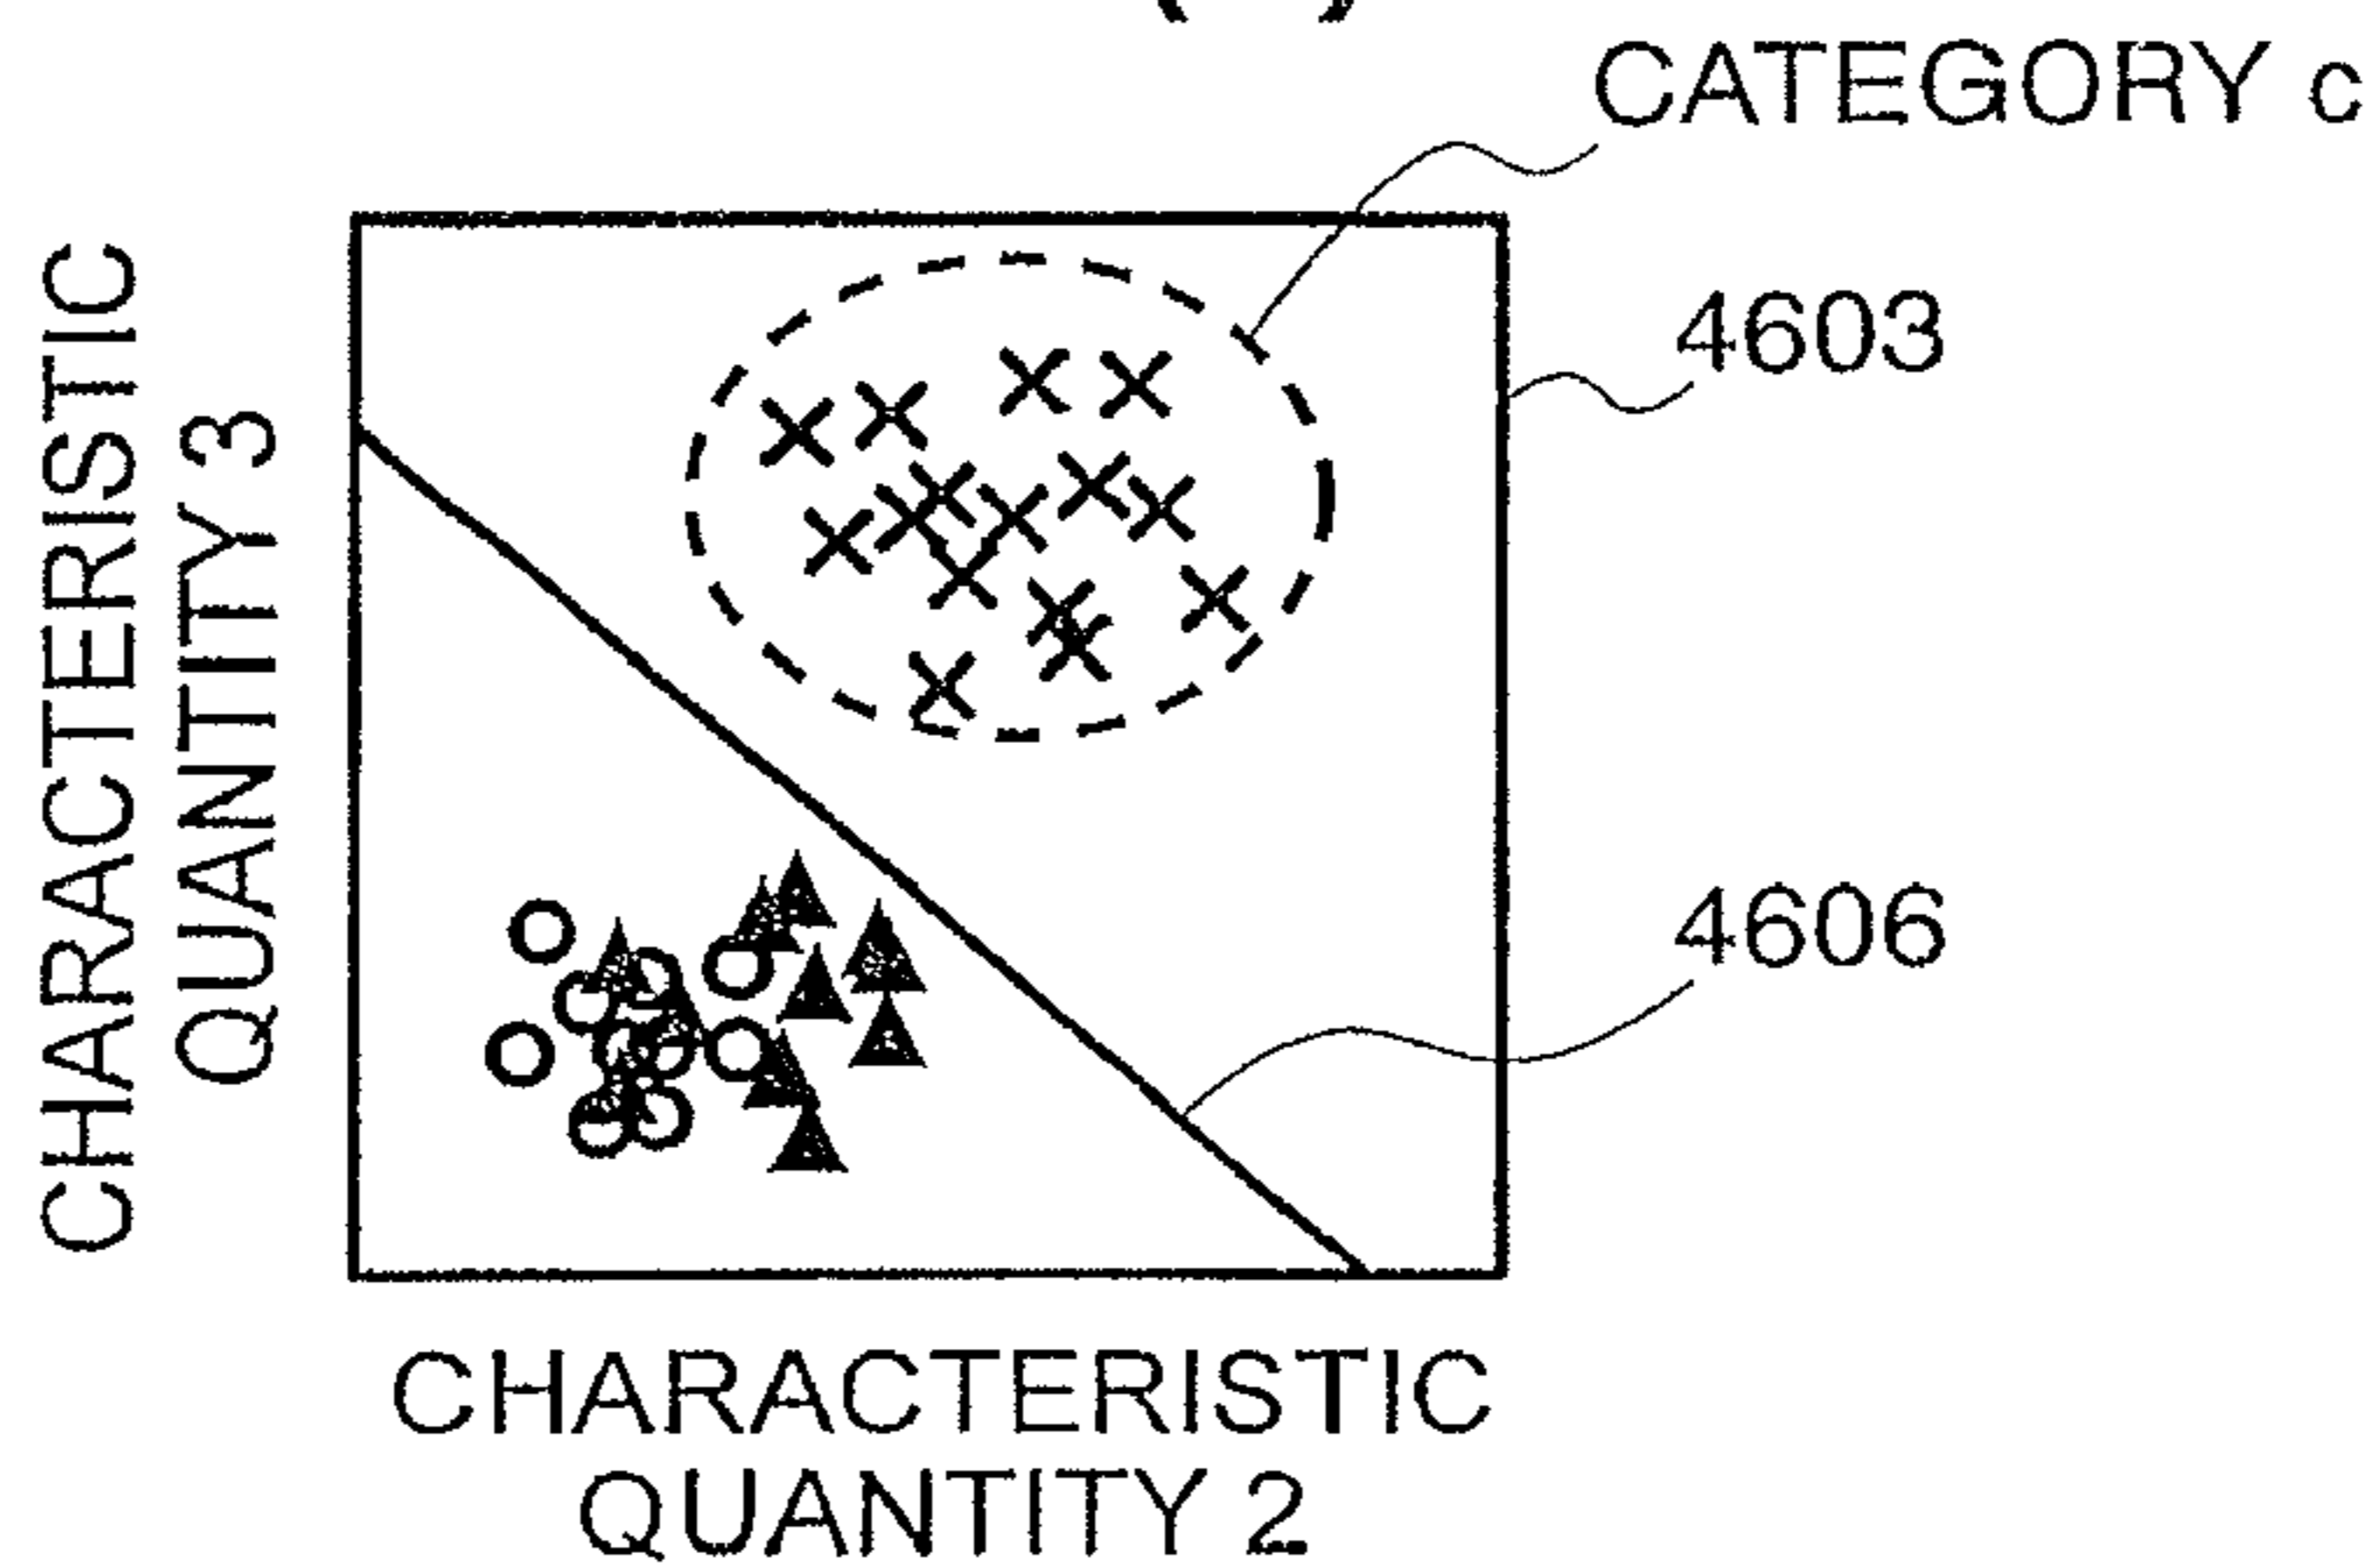 CATEGORY c
4603
4606
CHARACTERISTIC
QUANTITY 3
CHARACTERISTIC
QUANTITY 2